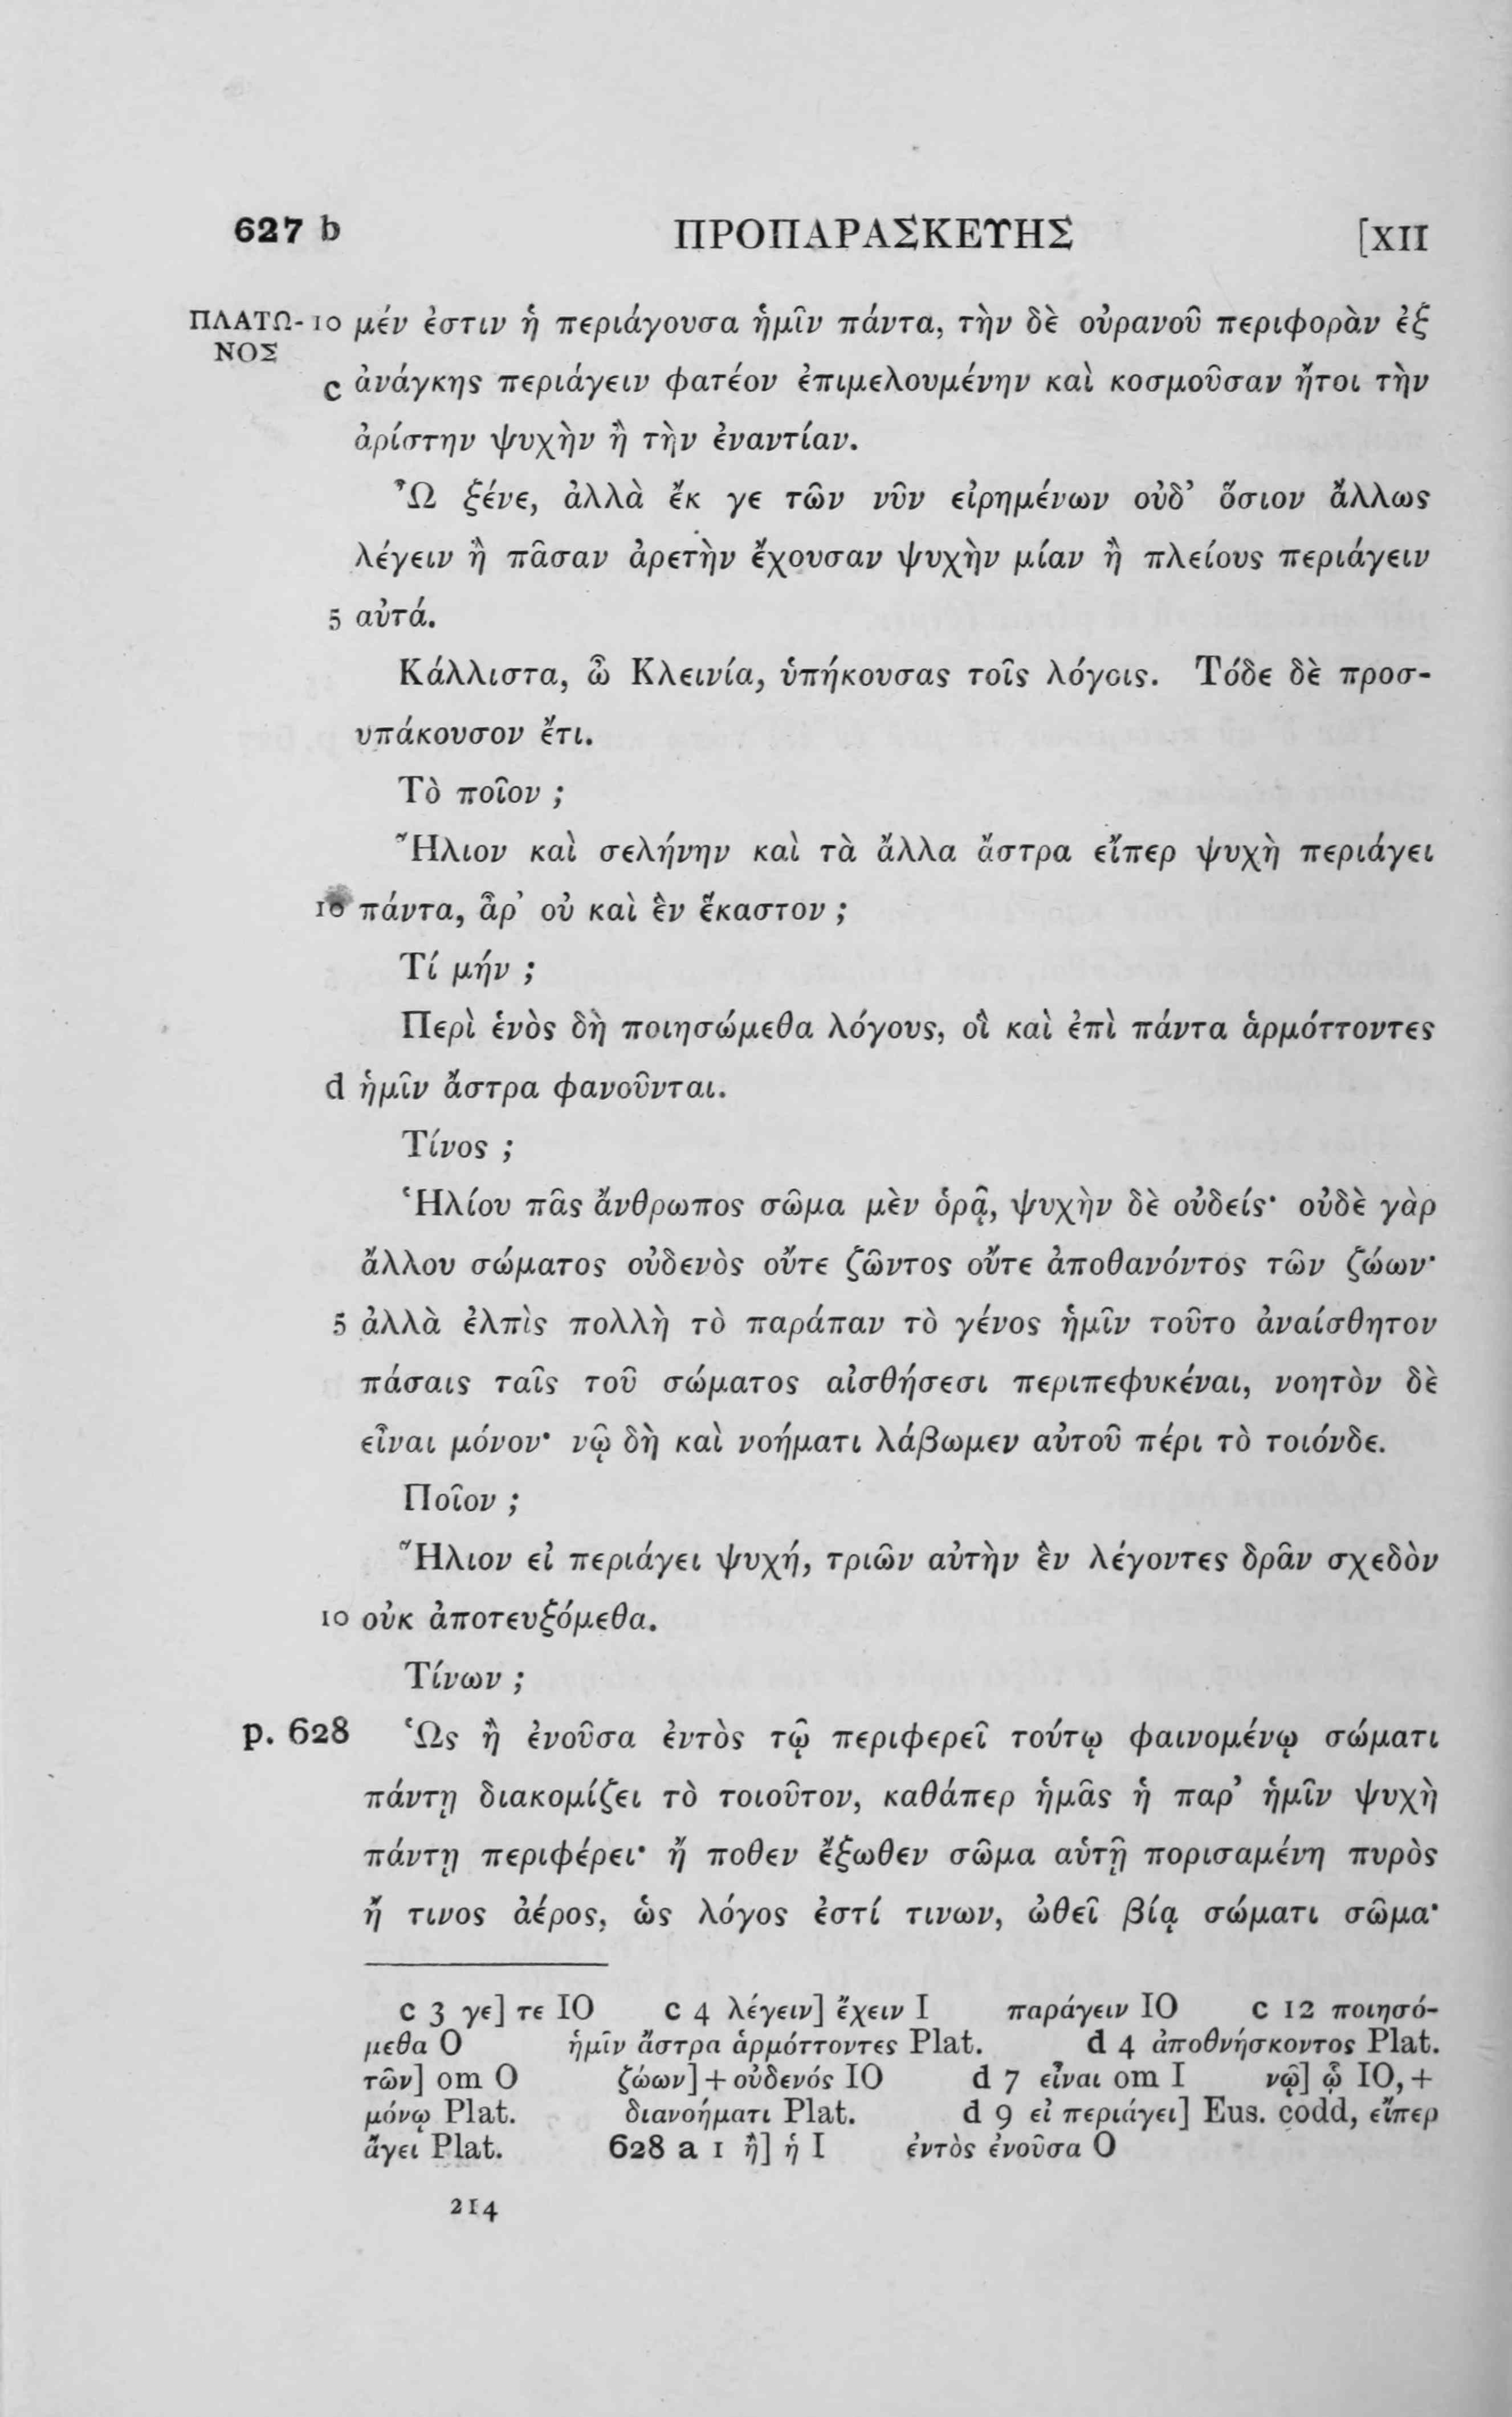 627 b ΠΡΟΠΑΡΑΣΚΕΥΗΣ [XII
ΠΛΑΤΩ- 10 μέν ἐστιν ἡ περιάγουσα ἡμῖν πάντα, τὴν δὲ οὐρανοῦ περιφορὰν ἐξ
ΝΟΣ
c ἀνάγκης περιάγειν φατέον ἐπιμελουμένην καὶ κοσμοῦσαν ἤτοι τὴν
ἀρίστην ψυχὴν ἢ τὴν ἐναντίαν.
Ὦ ξένε, ἀλλὰ ἔκ γε τῶν νῦν εἰρημένων οὐδ’ ὅσιον ἄλλως
λέγειν ἢ πᾶσαν ἀρετὴν ἔχουσαν ψυχὴν μίαν ἢ πλείους περιάγειν
5 αὐτά.
Κάλλιστα, ὦ Κλεινία, ὑπήκουσας τοῖς λόγοις. Τόδε δὲ προσ-
υπάκουσον ἔτι.
Τὸ ποῖον ;
Ἥλιον καὶ σελήνην καὶ τὰ ἄλλα ἄστρα εἴπερ ψυχὴ περιάγει
10 πάντα, ἆρ’ οὐ καὶ ἓν ἕκαστον ;
Τί μήν ;
Περὶ ἑνὸς δὴ ποιησώμεθα λόγους, οἳ καὶ ἐπὶ πάντα ἁρμόττοντες
d ἡμῖν ἄστρα φανοῦνται.
Τίνος ;
Ἡλίου πᾶς ἄνθρωπος σῶμα μὲν ὁρᾷ, ψυχὴν δὲ οὐδείς· οὐδὲ γὰρ
ἄλλου σώματος οὐδενὸς οὔτε ζῶντος οὔτε ἀποθανόντος τῶν ζώων·
5 ἀλλὰ ἐλπὶς πολλὴ τὸ παράπαν τὸ γένος ἡμῖν τοῦτο ἀναίσθητον
πάσαις ταῖς τοῦ σώματος αἰσθήσεσι περιπεφυκέναι, νοητὸν δὲ
εἶναι μόνον· νῷ δὴ καὶ νοήματι λάβωμεν αὐτοῦ πέρι τὸ τοιόνδε.
Ποῖον ;
Ἥλιον εἰ περιάγει ψυχή, τριῶν αὐτὴν ἓν λέγοντες δρᾶν σχεδὸν
10 οὐκ ἀποτευξόμεθα.
Τίνων ;
p. 628 Ὡς ἢ ἐνοῦσα ἐντὸς τῷ περιφερεῖ τούτῳ φαινομένῳ σώματι
πάντῃ διακομίζει τὸ τοιοῦτον, καθάπερ ἡμᾶς ἡ παρ’ ἡμῖν ψυχὴ
πάντῃ περιφέρει· ἤ ποθεν ἔξωθεν σῶμα αὑτῇ πορισαμένη πυρὸς
ἤ τινος ἀέρος, ὡς λόγος ἐστί τινων, ὠθεῖ βίᾳ σώματι σῶμα·
c 3 γε] τε IO c 4 λέγειν] ἔχειν I παράγειν IO c 12 ποιησό-
μεθα O ἡμῖν ἄστρα ἁρμόττοντες Plat. d 4 ἀποθνήσκοντος Plat.
τῶν] om O ζώων] + οὐδενός IO d 7 εἶναι om I νῷ] ᾧ IO, +
μόνῳ Plat. διανοήματι Plat. d 9 εἰ περιάγει] Eus. codd, εἴπερ
ἄγει Plat. 628 a 1 ἢ] ἡ I ἐντὸς ἐνοῦσα O
214